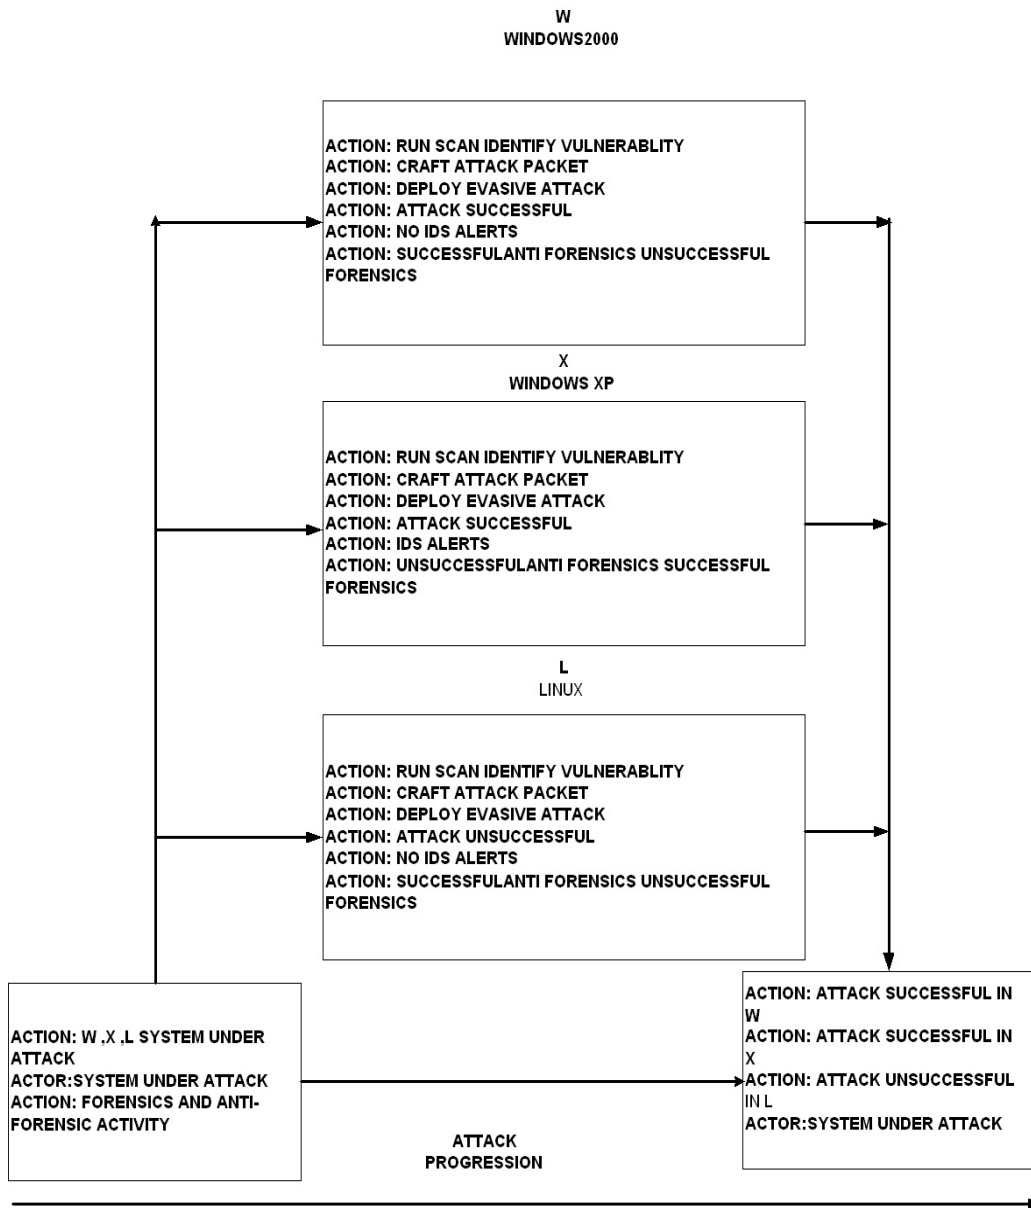 W
WINDOWS2000
ACTION: RUN SCAN IDENTIFY VULNERABLITY
ACTION: CRAFT ATTACK PACKET
ACTION: DEPLOY EVASIVE ATTACK
ACTION: ATTACK SUCCESSFUL
ACTION: NO IDS ALERTS
ACTION: SUCCESSFULANTI FORENSICS UNSUCCESSFUL
FORENSICS
X
WINDOWS XP
ACTION: RUN SCAN IDENTIFY VULNERABLITY
ACTION: CRAFT ATTACK PACKET
ACTION: DEPLOY EVASIVE ATTACK
ACTION: ATTACK SUCCESSFUL
ACTION: IDS ALERTS
ACTION: UNSUCCESSFULANTI FORENSICS SUCCESSFUL
FORENSICS
L
LINUX
ACTION: RUN SCAN IDENTIFY VULNERABLITY
ACTION: CRAFT ATTACK PACKET
ACTION: DEPLOY EVASIVE ATTACK
ACTION: ATTACK UNSUCCESSFUL
ACTION: NO IDS ALERTS
ACTION: SUCCESSFULANTI FORENSICS UNSUCCESSFUL
FORENSICS
ACTION: W ,X ,L SYSTEM UNDER
ATTACK
ACTOR:SYSTEM UNDER ATTACK
ACTION: FORENSICS AND ANTI-
FORENSIC ACTIVITY
ACTION: ATTACK SUCCESSFUL IN
W
ACTION: ATTACK SUCCESSFUL IN
X
ACTION: ATTACK UNSUCCESSFUL
IN L
ACTOR:SYSTEM UNDER ATTACK
ATTACK
PROGRESSION